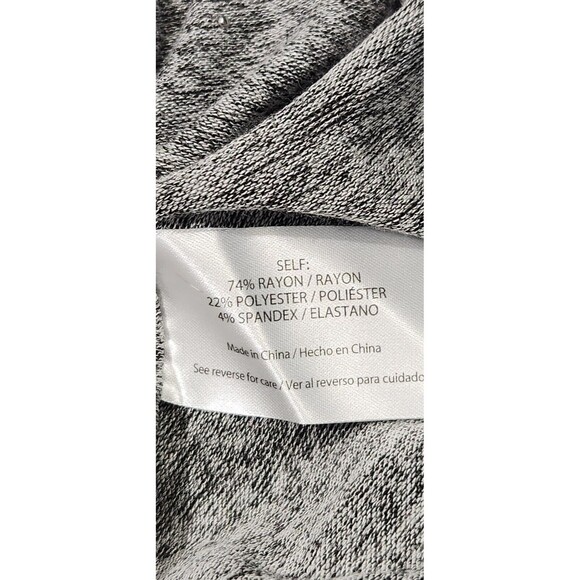 SELF:
74% RAYON / RAYON
22% POLYESTER / POLIÉSTER
4% SPANDEX / ELASTANO
Made in China / Hecho en China
See reverse for care / Ver al reverso para cuidado